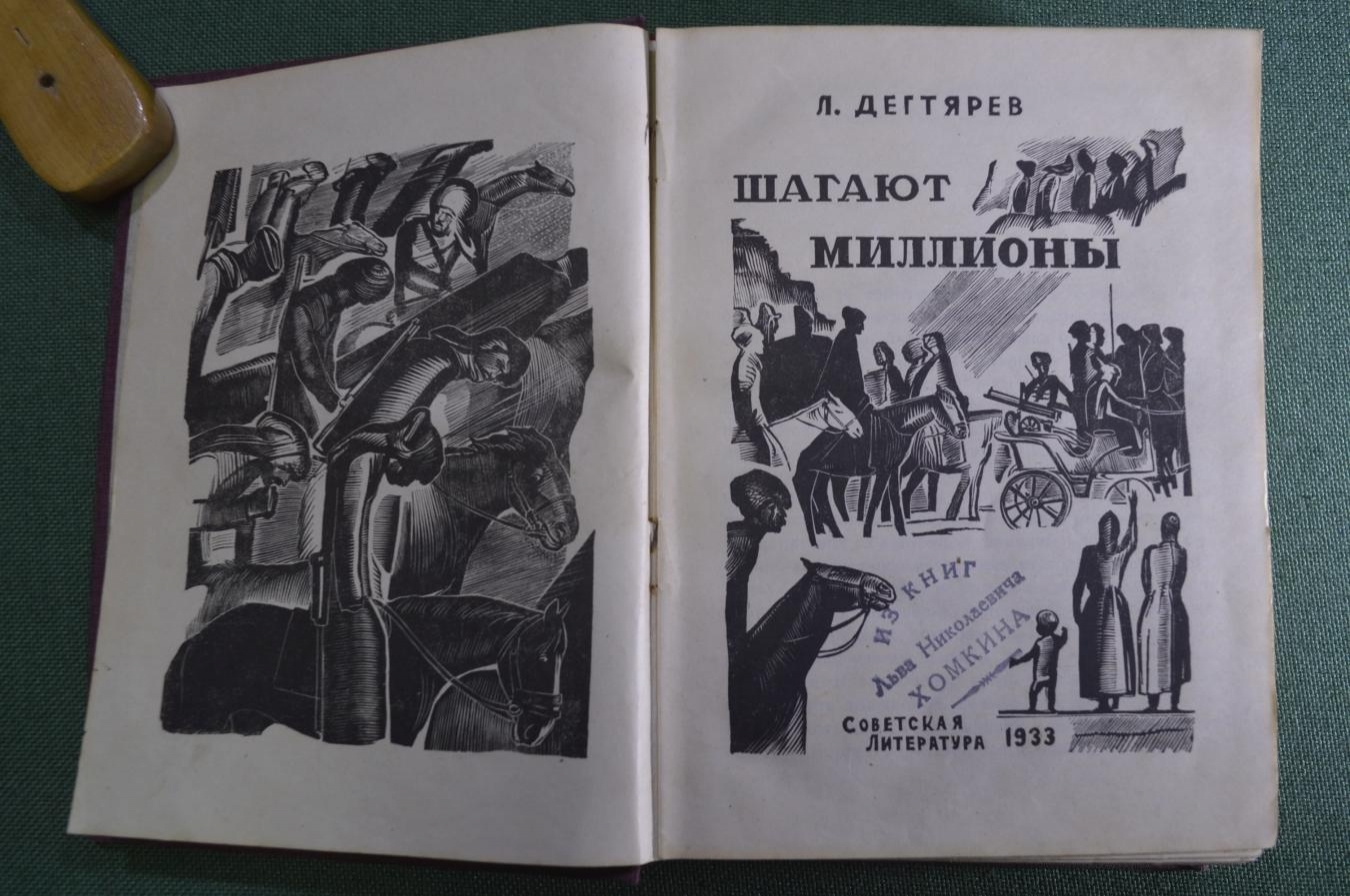 Л. ДЕГТЯРЕВ
ШАГАЮТ
МИЛЛИОНЫ
ИЗ КНИГ
Льва Николаевича
ХОМКИНА
СОВЕТСКАЯ
ЛИТЕРАТУРА 1933